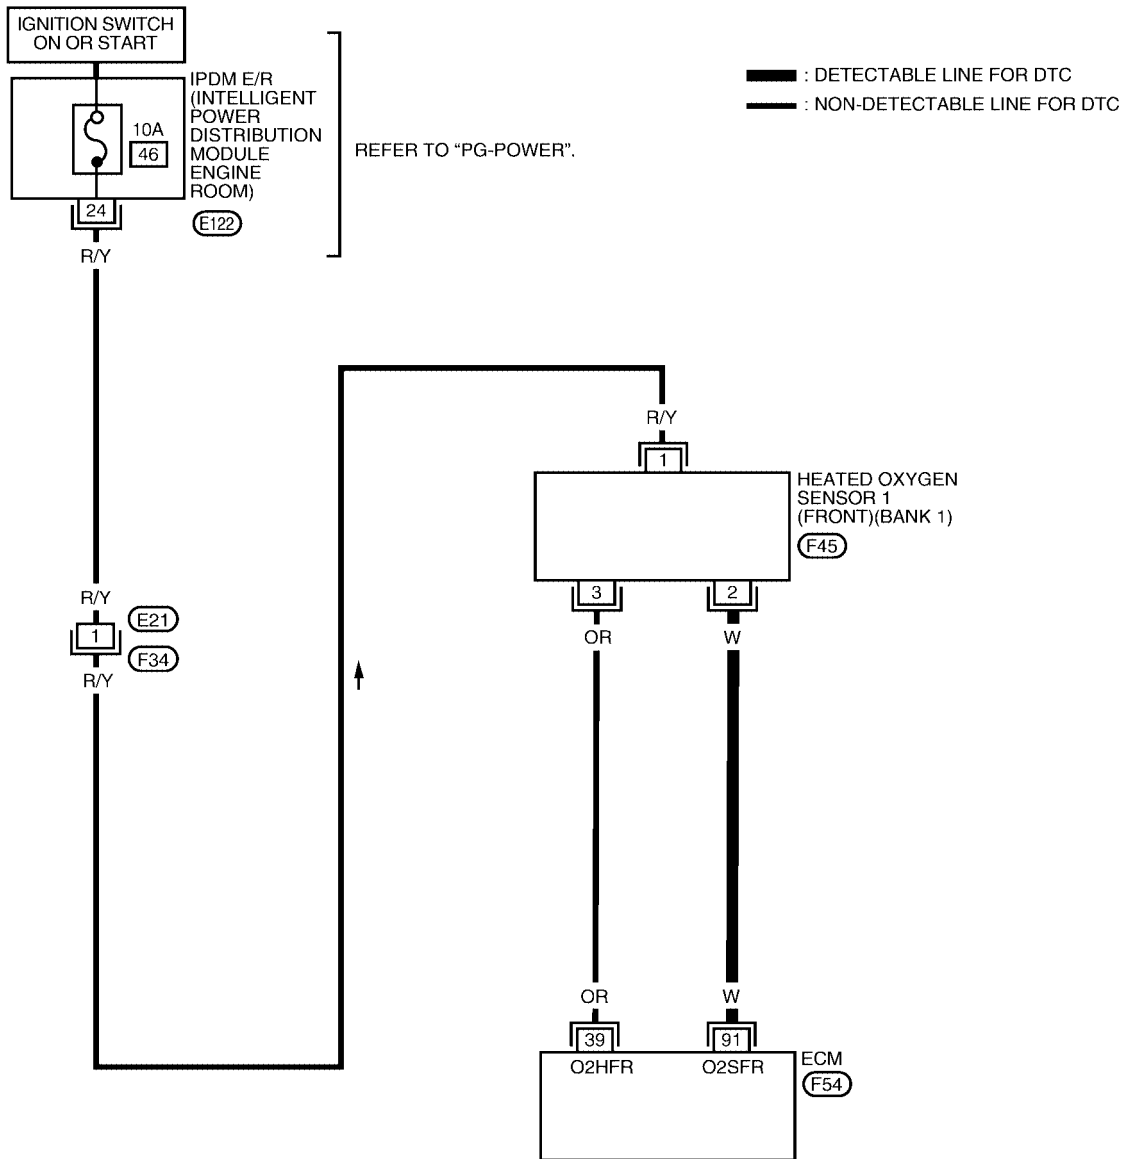 IGNITION SWITCH
ON OR START
IPDM E/R
(INTELLIGENT
POWER
DISTRIBUTION
MODULE
ENGINE
ROOM)
10A
46
24
E122
R/Y
REFER TO “PG-POWER”.
: DETECTABLE LINE FOR DTC
: NON-DETECTABLE LINE FOR DTC
R/Y
1
HEATED OXYGEN
SENSOR 1
(FRONT)(BANK 1)
F45
3
2
OR
W
R/Y
E21
1
F34
R/Y
OR
W
39
91
O2HFR
O2SFR
ECM
F54